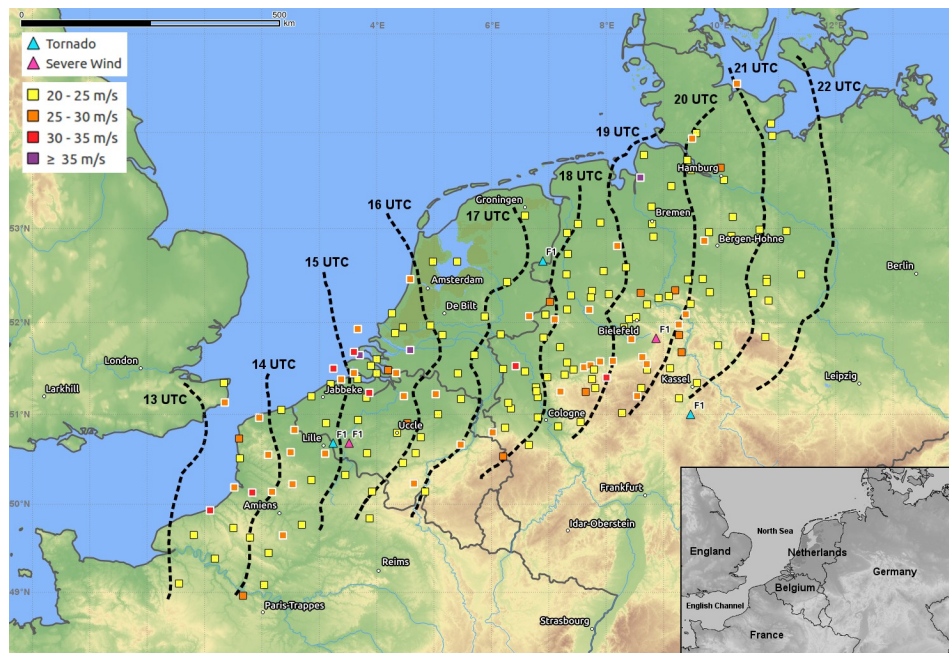 0
500
km
4°E
6°E
8°E
10°E
12°E
Tornado
Severe Wind
20 - 25 m/s
25 - 30 m/s
30 - 35 m/s
≥ 35 m/s
21 UTC
22 UTC
20 UTC
19 UTC
18 UTC
17 UTC
16 UTC
15 UTC
14 UTC
13 UTC
Hamburg
Groningen
Bremen
53°N
53°N
Bergen-Hohne
F1
Berlin
Amsterdam
De Bilt
52°N
52°N
Bielefeld
F1
London
Larkhill
Jabbeke
Kassel
Leipzig
F1
51°N
51°N
Cologne
Uccle
Lille
F1
F1
50°N
Amiens
Frankfurt
Idar-Oberstein
Reims
49°N
Paris-Trappes
Strasbourg
North Sea
England
Netherlands
Germany
Belgium
English Channel
France